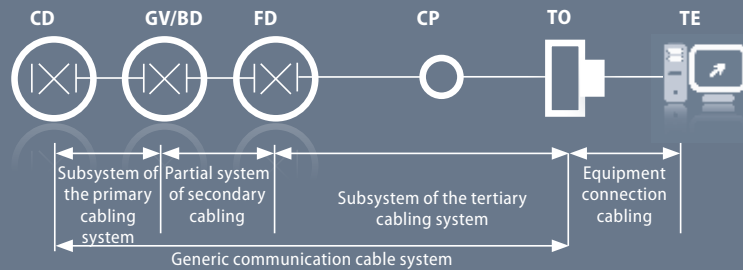 CD GV/BD FD CP TO TE
Subsystem of
the primary
cabling
system
Partial system
of secondary
cabling
Subsystem of the tertiary
cabling system
Equipment
connection
cabling
Generic communication cable system